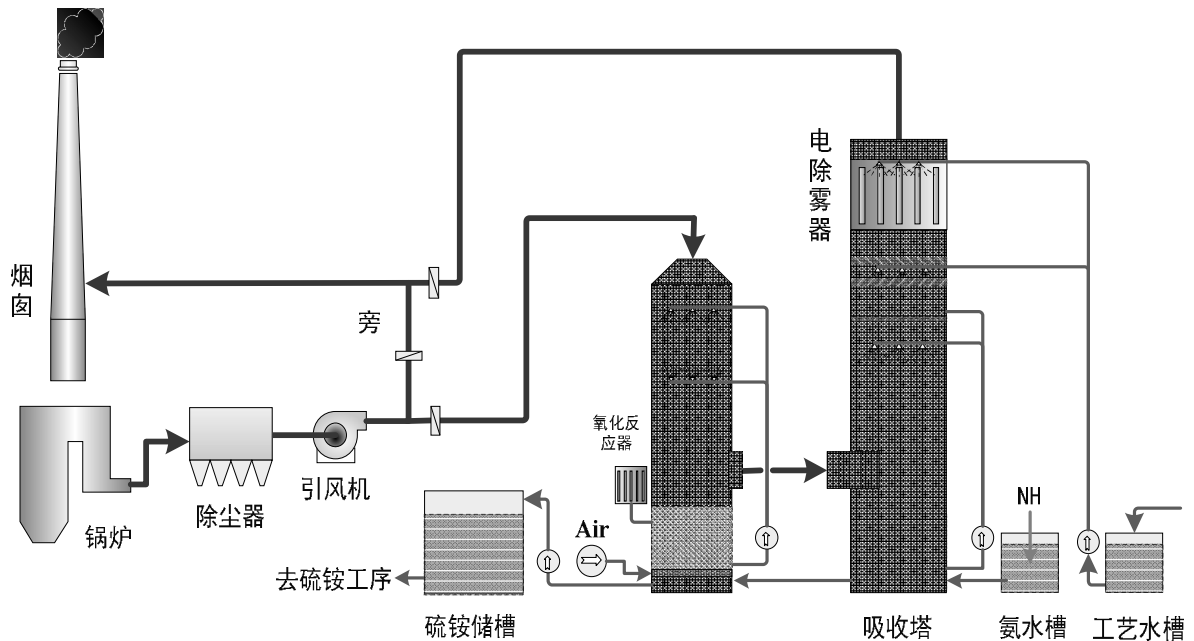 电
除
雾
器
烟
囱
旁
氧化反
应器
引风机
除尘器
锅炉
Air
NH
去硫铵工序
硫铵储槽
吸收塔
氨水槽
工艺水槽